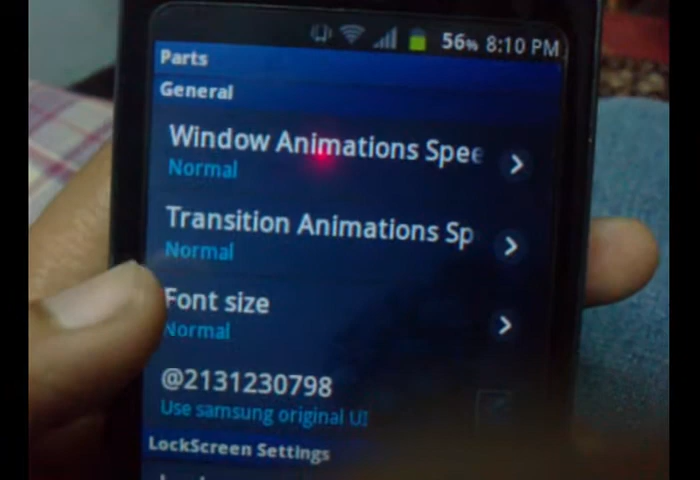 56% 8:10 PM
Parts
General
Window Animations Spee
Normal
Transition Animations Sp
Normal
Font size
Normal
@2131230798
Use samsung original UI
LockScreen Settings